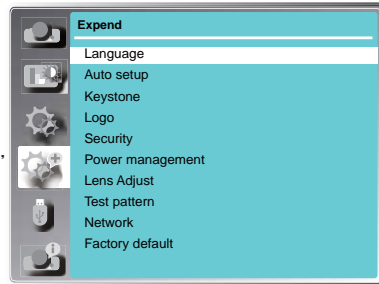 Expend
Language
Auto setup
Keystone
Logo
Security
Power management
Lens Adjust
Test pattern
Network
Factory default